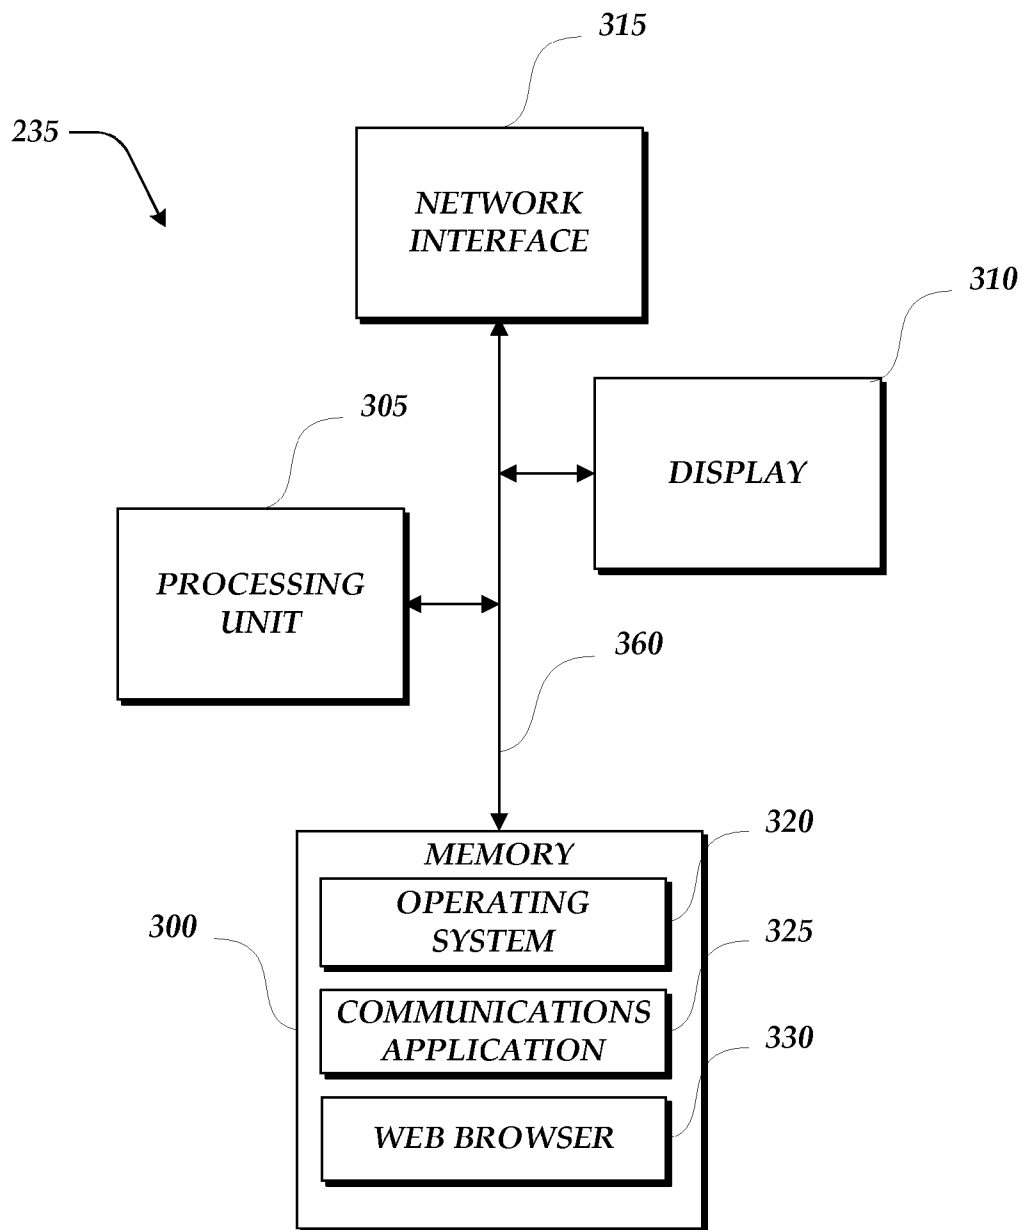 315
235
NETWORK
INTERFACE
310
305
DISPLAY
PROCESSING
UNIT
360
MEMORY
320
OPERATING
SYSTEM
300
325
COMMUNICATIONS
APPLICATION
330
WEB BROWSER